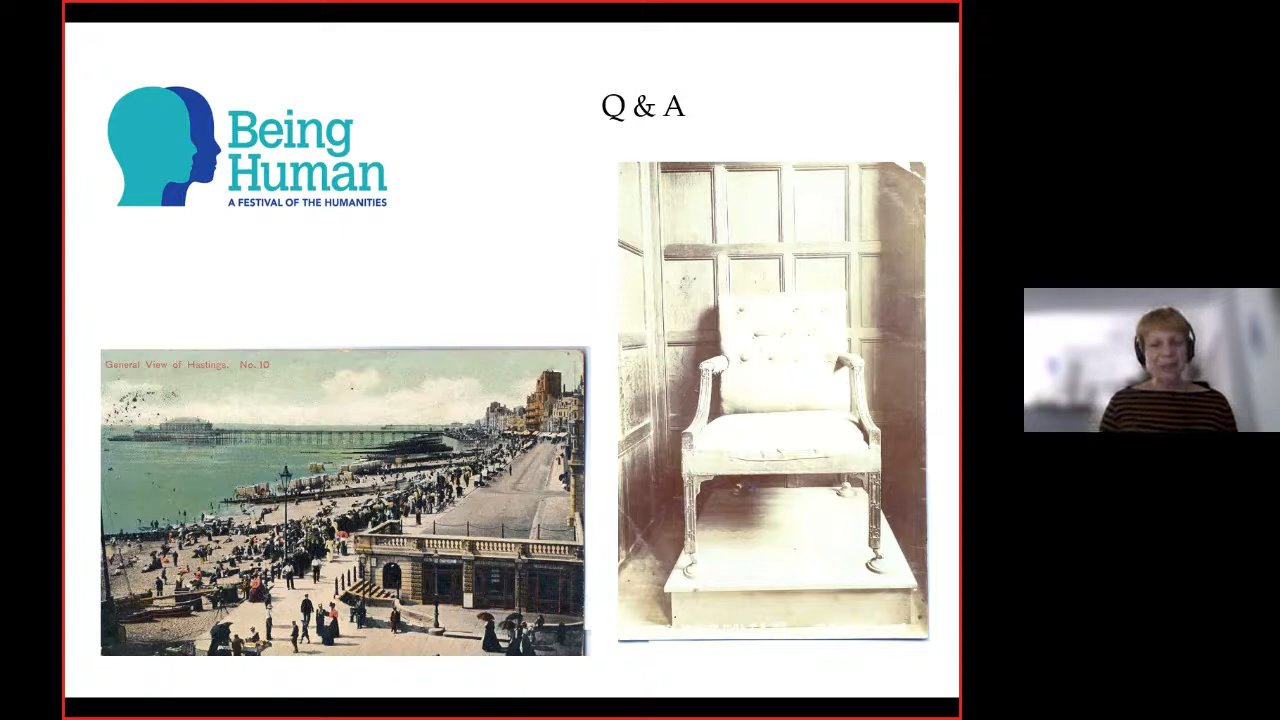 Being
Human
A FESTIVAL OF THE HUMANITIES
Q & A
General View of Hastings. No. 10